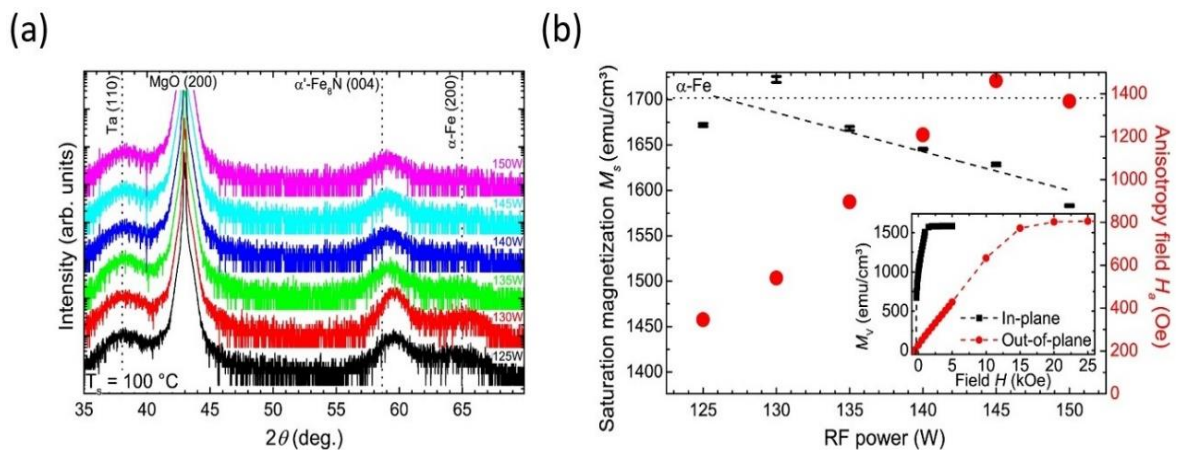 (a)
Ta (110)
MgO (200)
α'-Fe₈N (004)
α-Fe (200)
150W
145W
140W
135W
130W
125W
Tₛ = 100 °C
Intensity (arb. units)
35 40 45 50 55 60 65
2θ (deg.)
(b)
α-Fe
Saturation magnetization Mₛ (emu/cm³)
1700
1650
1600
1550
1500
1450
1400
Anisotropy field Hₐ (Oe)
1400
1200
1000
800
600
400
200
0
1500
1000
500
0
Mᵥ (emu/cm³)
In-plane
Out-of-plane
0 5 10 15 20 25
Field H (kOe)
125 130 135 140 145 150
RF power (W)